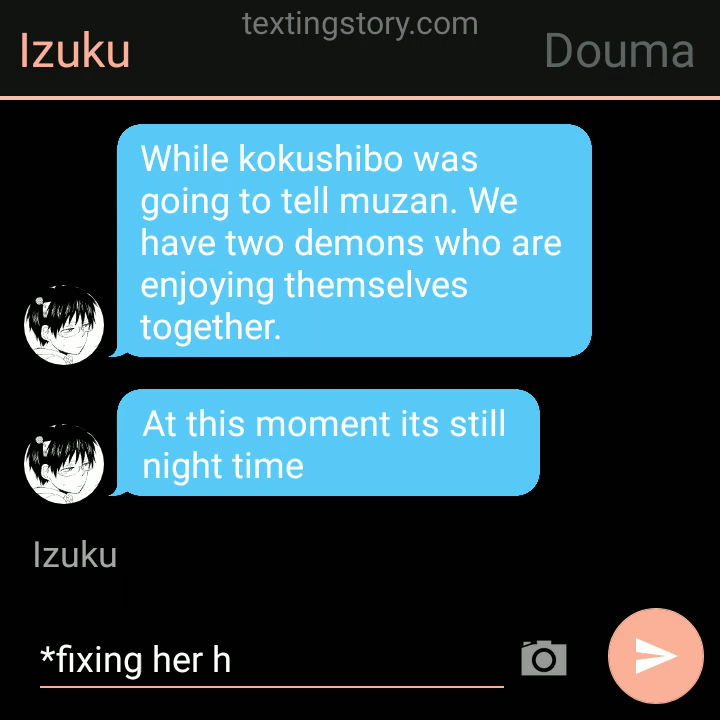 textingstory.com
Izuku
Douma
While kokushibo was
going to tell muzan. We
have two demons who are
enjoying themselves
together.
At this moment its still
night time
Izuku
*fixing her h